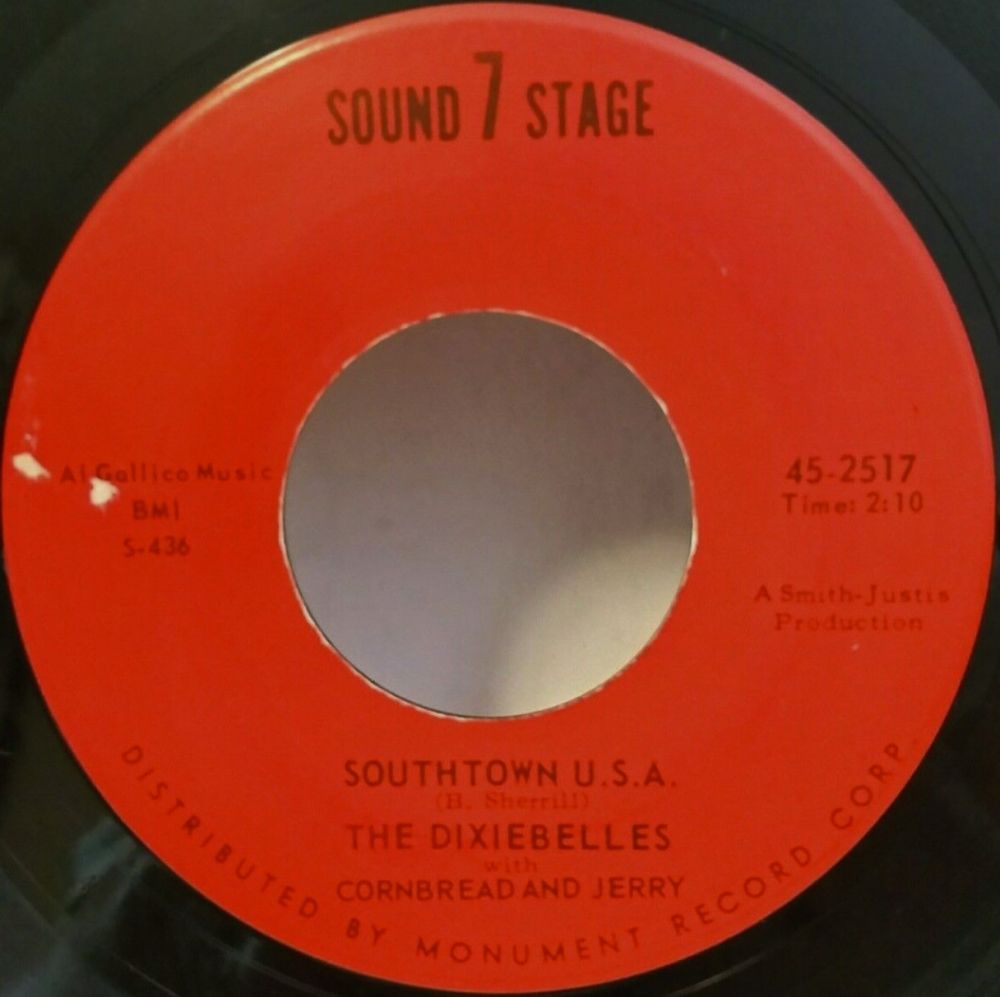 SOUND 7 STAGE
Al Gallico Music
BMI
S-436
45-2517
Time: 2:10
A Smith-Justis
Production
SOUTHTOWN U.S.A.
(B. Sherrill)
THE DIXIEBELLES
with
CORNBREAD AND JERRY
DISTRIBUTED BY MONUMENT RECORD CORP.